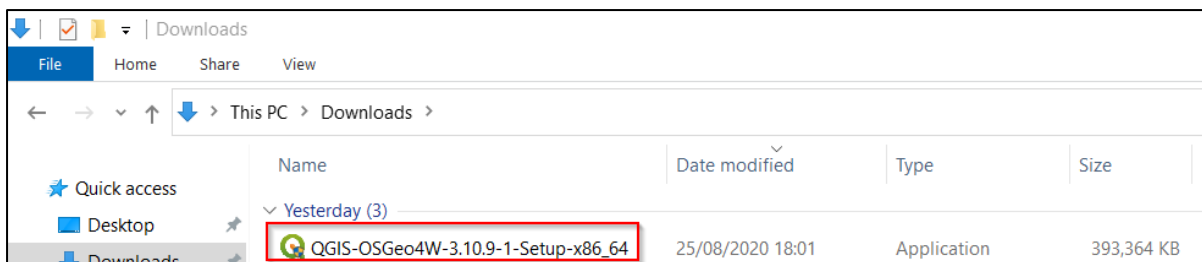 Downloads
File Home Share View
This PC > Downloads >
Name Date modified Type Size
Quick access
Yesterday (3)
Desktop
QGIS-OSGeo4W-3.10.9-1-Setup-x86_64 25/08/2020 18:01 Application 393,364 KB
Downloads